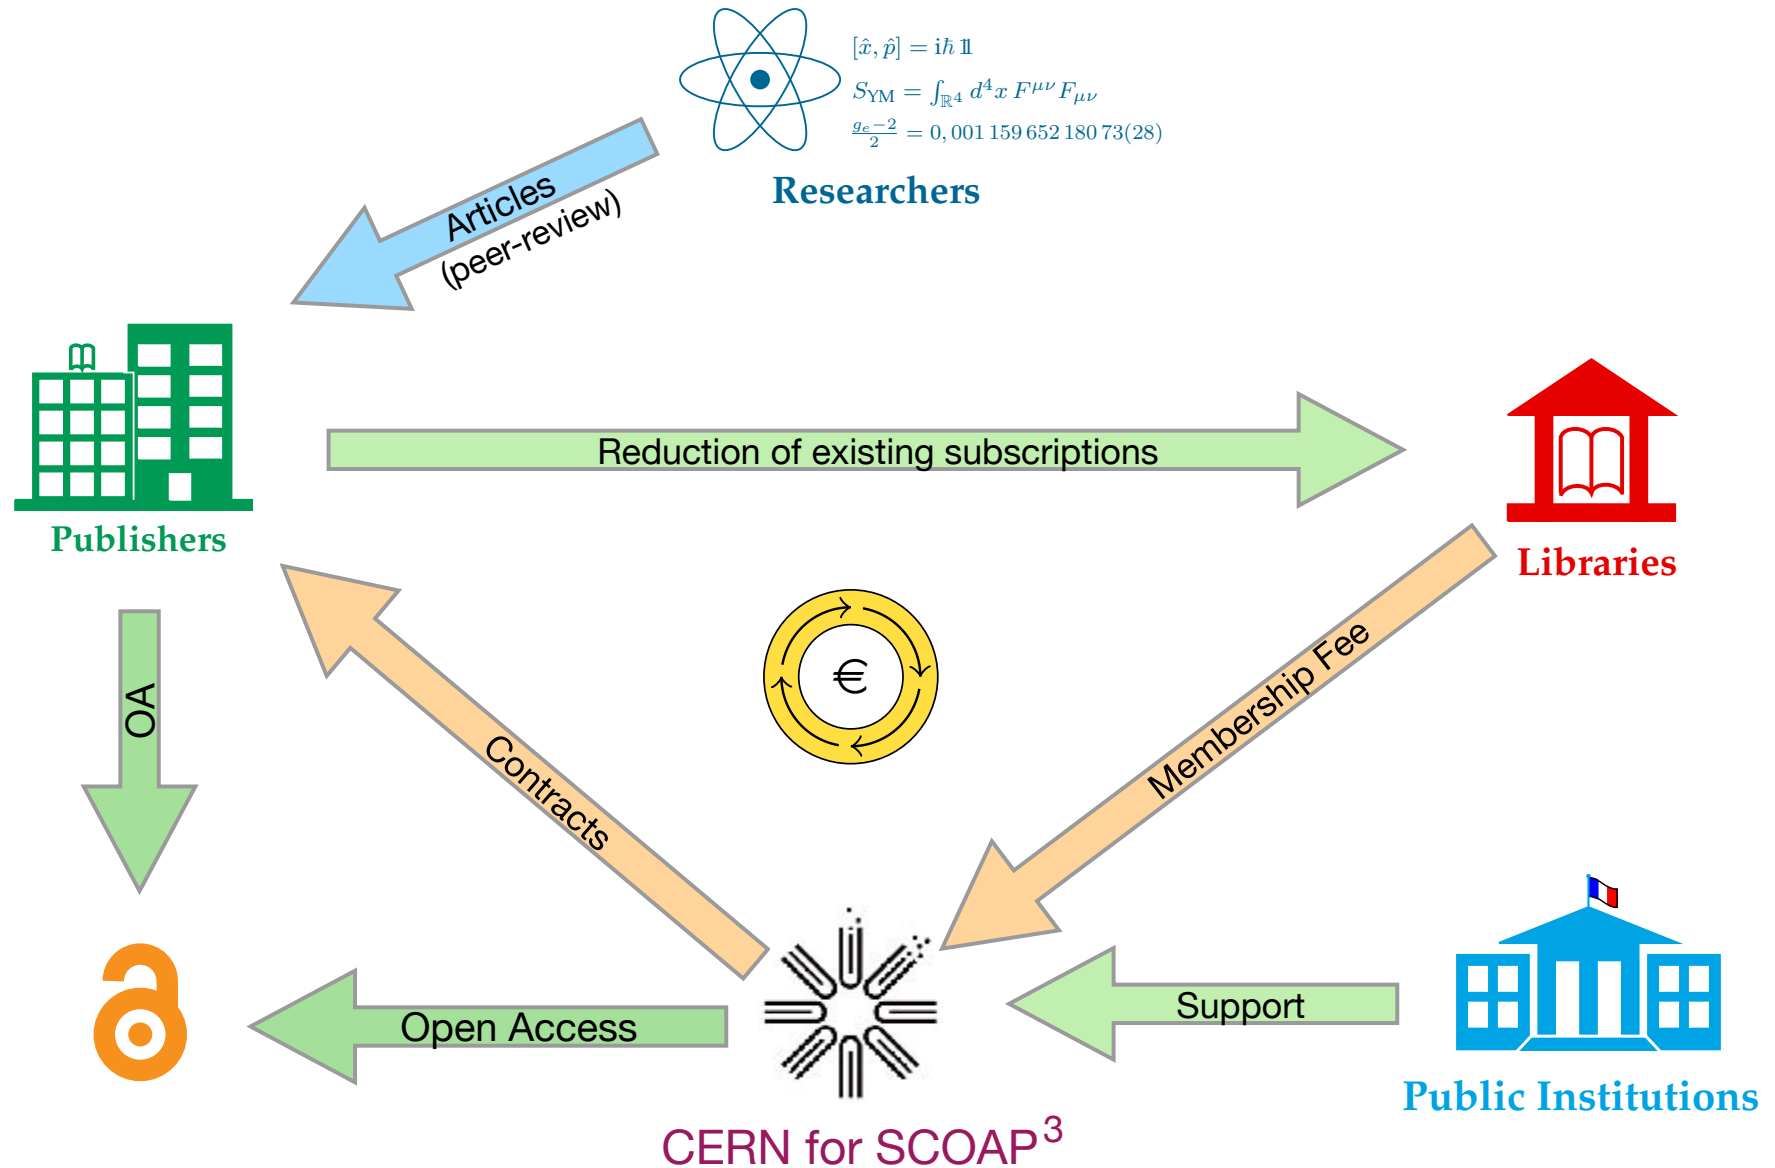 [x̂, p̂] = iħ 𝟙
S_YM = ∫_ℝ⁴ d⁴x F^μν F_μν
(g_e−2)/2 = 0,001 159 652 180 73(28)
Researchers
Articles
(peer-review)
Reduction of existing subscriptions
Publishers
Libraries
Membership Fee
€
OA
Contracts
Support
Open Access
Public Institutions
CERN for SCOAP³